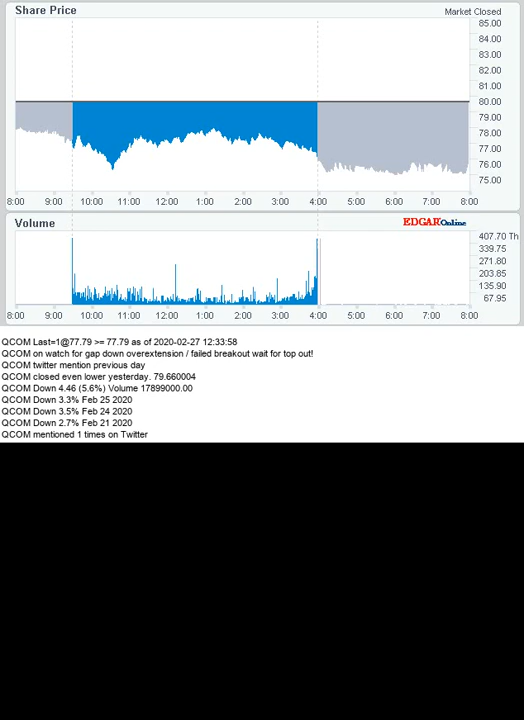 Share Price
Market Closed
85.00
84.00
83.00
82.00
81.00
80.00
79.00
78.00
77.00
76.00
75.00
8:00 9:00 10:00 11:00 12:00 1:00 2:00 3:00 4:00 5:00 6:00 7:00 8:00
Volume
EDGAR Online
407.70 Th
339.75
271.80
203.85
135.90
67.95
8:00 9:00 10:00 11:00 12:00 1:00 2:00 3:00 4:00 5:00 6:00 7:00 8:00
QCOM Last=1@77.79 >= 77.79 as of 2020-02-27 12:33:58
QCOM on watch for gap down overextension / failed breakout wait for top out!
QCOM twitter mention previous day
QCOM closed even lower yesterday. 79.660004
QCOM Down 4.46 (5.6%) Volume 17899000.00
QCOM Down 3.3% Feb 25 2020
QCOM Down 3.5% Feb 24 2020
QCOM Down 2.7% Feb 21 2020
QCOM mentioned 1 times on Twitter